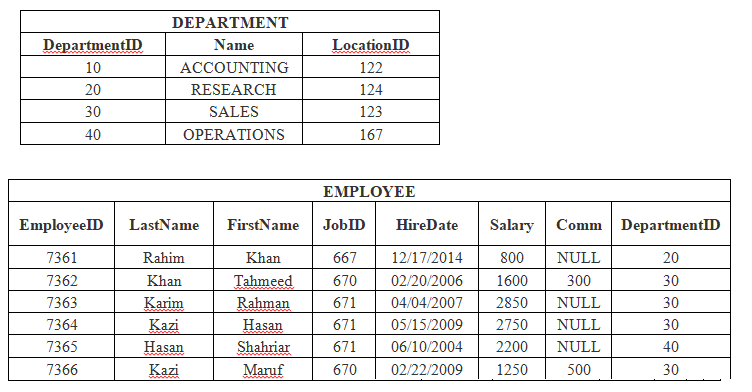 DEPARTMENT
DepartmentID Name LocationID
10 ACCOUNTING 122
20 RESEARCH 124
30 SALES 123
40 OPERATIONS 167
EMPLOYEE
EmployeeID LastName FirstName JobID HireDate Salary Comm DepartmentID
7361 Rahim Khan 667 12/17/2014 800 NULL 20
7362 Khan Tahmeed 670 02/20/2006 1600 300 30
7363 Karim Rahman 671 04/04/2007 2850 NULL 30
7364 Kazi Hasan 671 05/15/2009 2750 NULL 30
7365 Hasan Shahriar 671 06/10/2004 2200 NULL 40
7366 Kazi Maruf 670 02/22/2009 1250 500 30